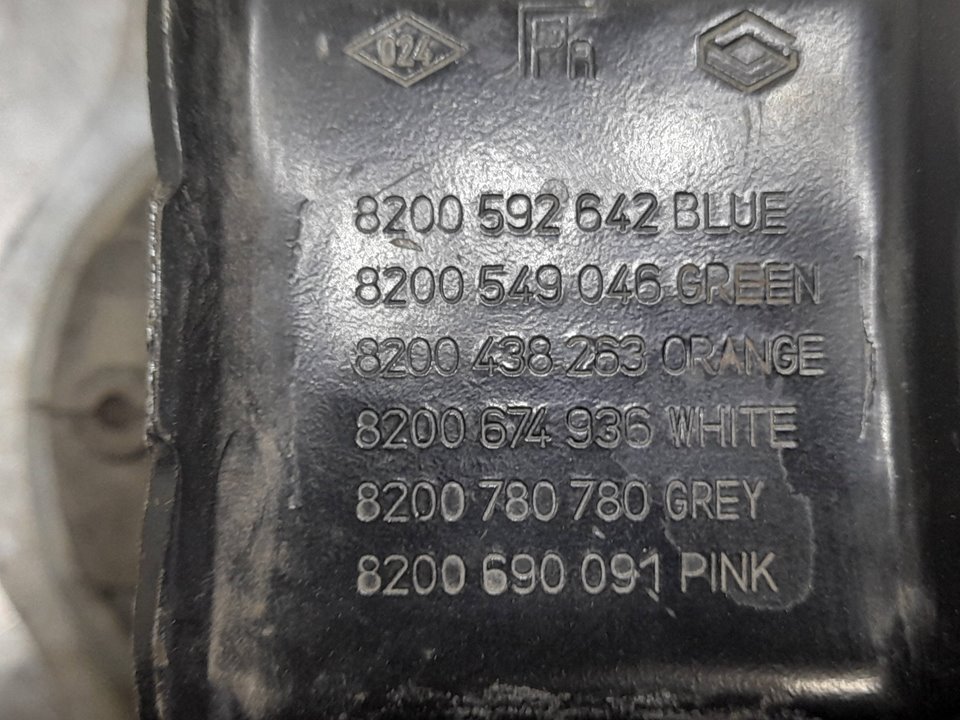 024 PA
8200 592 642 BLUE
8200 549 046 GREEN
8200 438 263 ORANGE
8200 674 936 WHITE
8200 780 780 GREY
8200 690 091 PINK